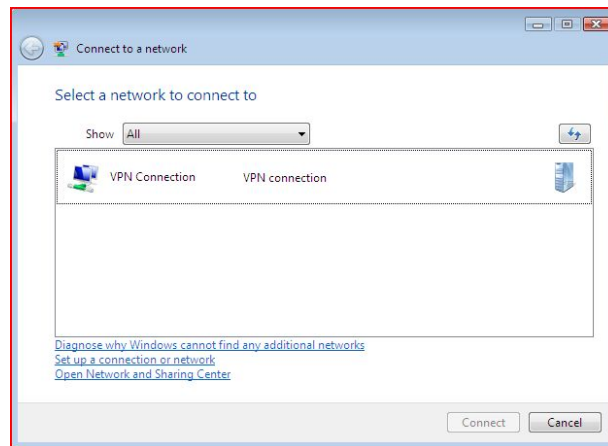 Connect to a network
Select a network to connect to
Show All
VPN Connection VPN connection
Diagnose why Windows cannot find any additional networks
Set up a connection or network
Open Network and Sharing Center
Connect Cancel